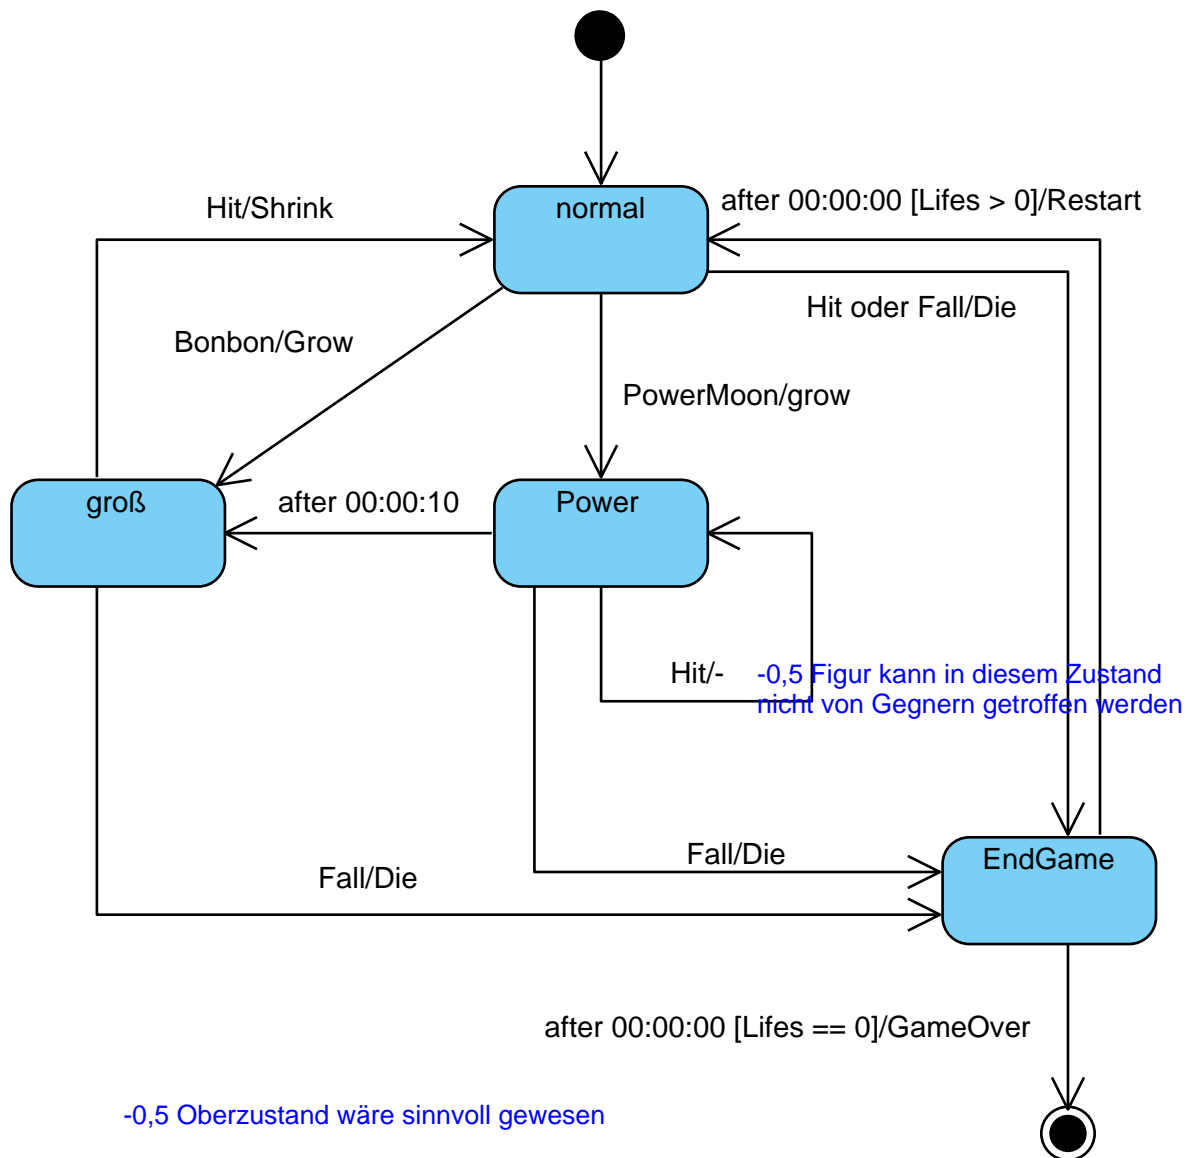 after 00:00:00 [Lifes > 0]/Restart
Hit/Shrink
normal
Hit oder Fall/Die
Bonbon/Grow
PowerMoon/grow
groß
after 00:00:10
Power
Hit/-
-0,5 Figur kann in diesem Zustand
nicht von Gegnern getroffen werden
Fall/Die
Fall/Die
EndGame
after 00:00:00 [Lifes == 0]/GameOver
-0,5 Oberzustand wäre sinnvoll gewesen